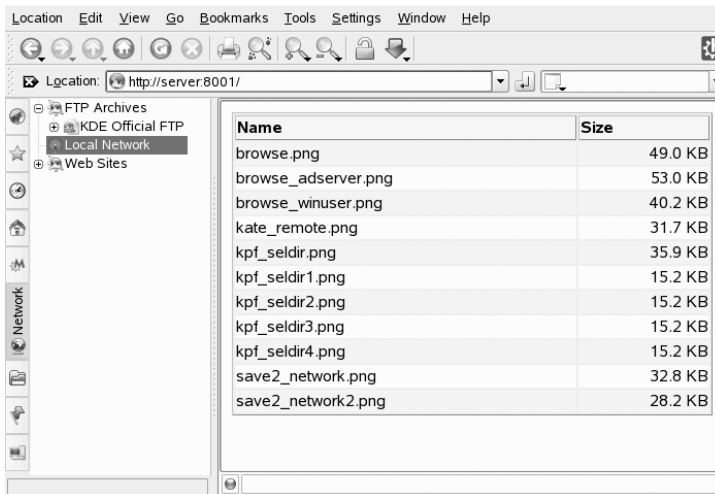 Location Edit View Go Bookmarks Tools Settings Window Help
Location: http://server:8001/
FTP Archives
KDE Official FTP
Local Network
Web Sites
Network
Name Size
browse.png 49.0 KB
browse_adserver.png 53.0 KB
browse_winuser.png 40.2 KB
kate_remote.png 31.7 KB
kpf_seldir.png 35.9 KB
kpf_seldir1.png 15.2 KB
kpf_seldir2.png 15.2 KB
kpf_seldir3.png 15.2 KB
kpf_seldir4.png 15.2 KB
save2_network.png 32.8 KB
save2_network2.png 28.2 KB